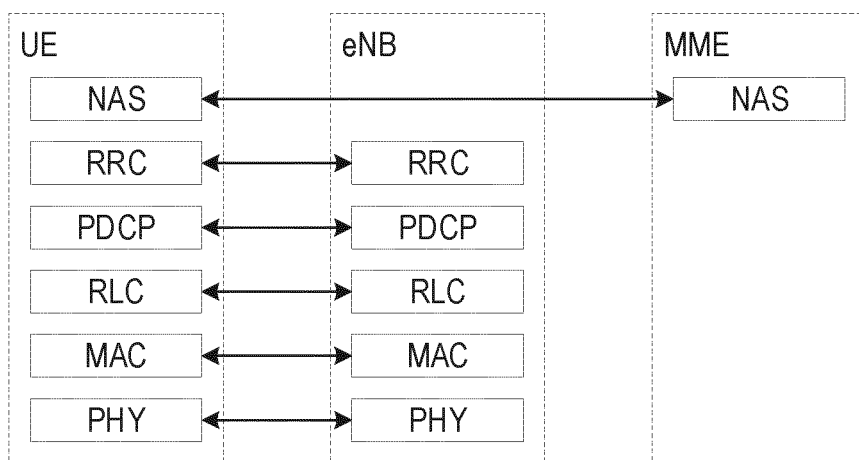 UE eNB MME
NAS NAS
RRC RRC
PDCP PDCP
RLC RLC
MAC MAC
PHY PHY